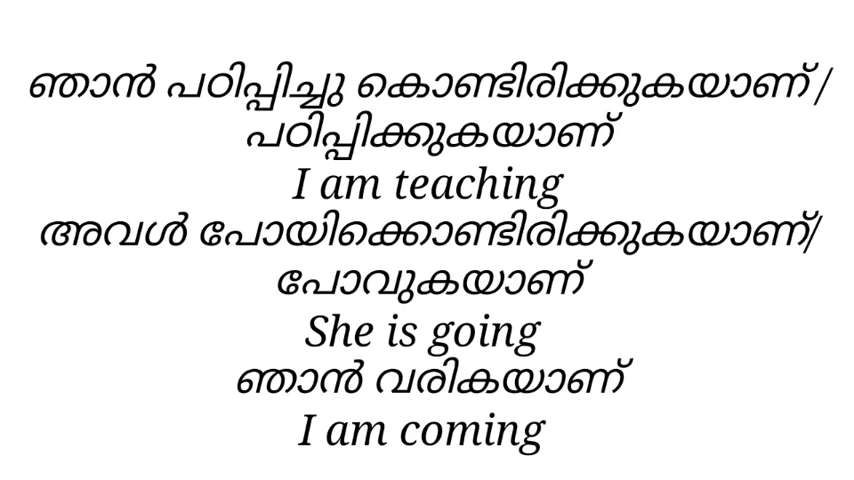 ഞാൻ പഠിപ്പിച്ചു കൊണ്ടിരിക്കുകയാണ്/
പഠിപ്പിക്കുകയാണ്
I am teaching
അവൾ പോയിക്കൊണ്ടിരിക്കുകയാണ്/
പോവുകയാണ്
She is going
ഞാൻ വരികയാണ്
I am coming